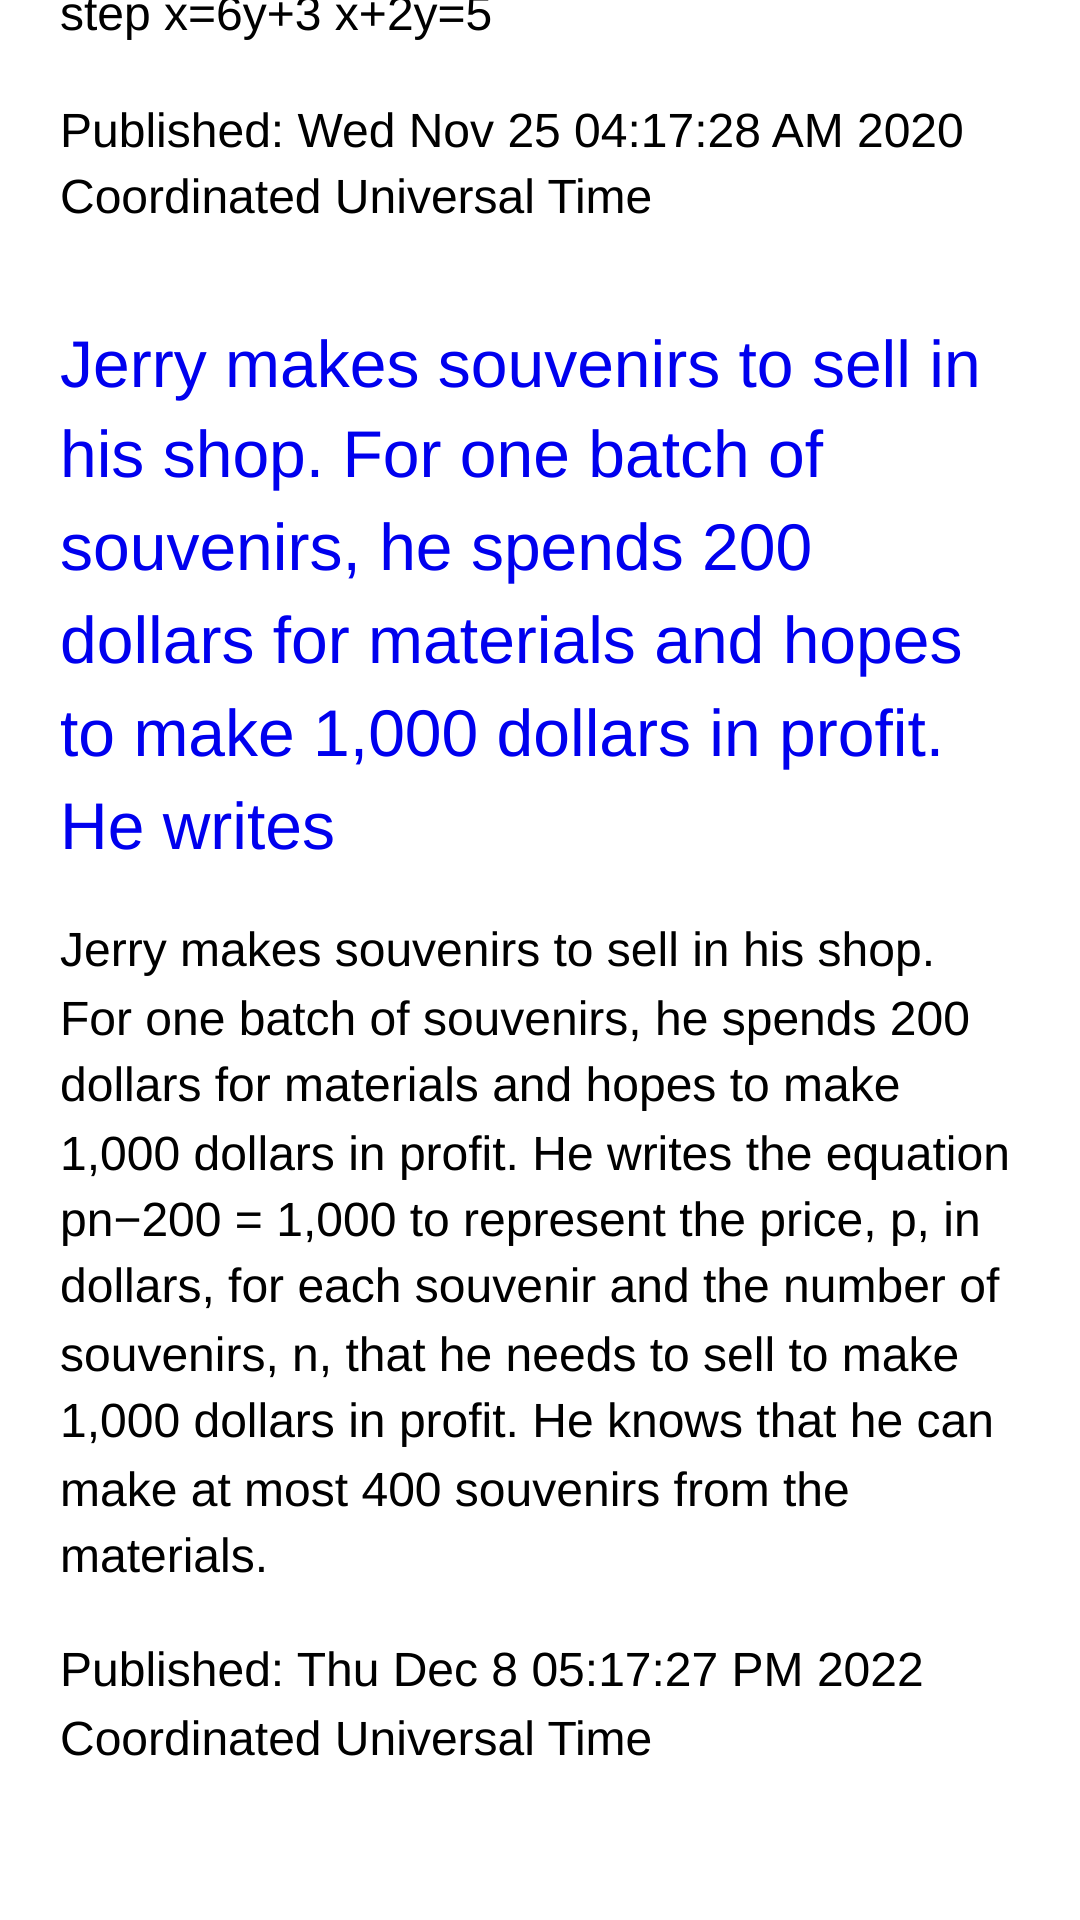 step x=6y+3 x+2y=5
Published: Wed Nov 25 04:17:28 AM 2020
Coordinated Universal Time
Jerry makes souvenirs to sell in
his shop. For one batch of
souvenirs, he spends 200
dollars for materials and hopes
to make 1,000 dollars in profit.
He writes
Jerry makes souvenirs to sell in his shop.
For one batch of souvenirs, he spends 200
dollars for materials and hopes to make
1,000 dollars in profit. He writes the equation
pn−200 = 1,000 to represent the price, p, in
dollars, for each souvenir and the number of
souvenirs, n, that he needs to sell to make
1,000 dollars in profit. He knows that he can
make at most 400 souvenirs from the
materials.
Published: Thu Dec 8 05:17:27 PM 2022
Coordinated Universal Time